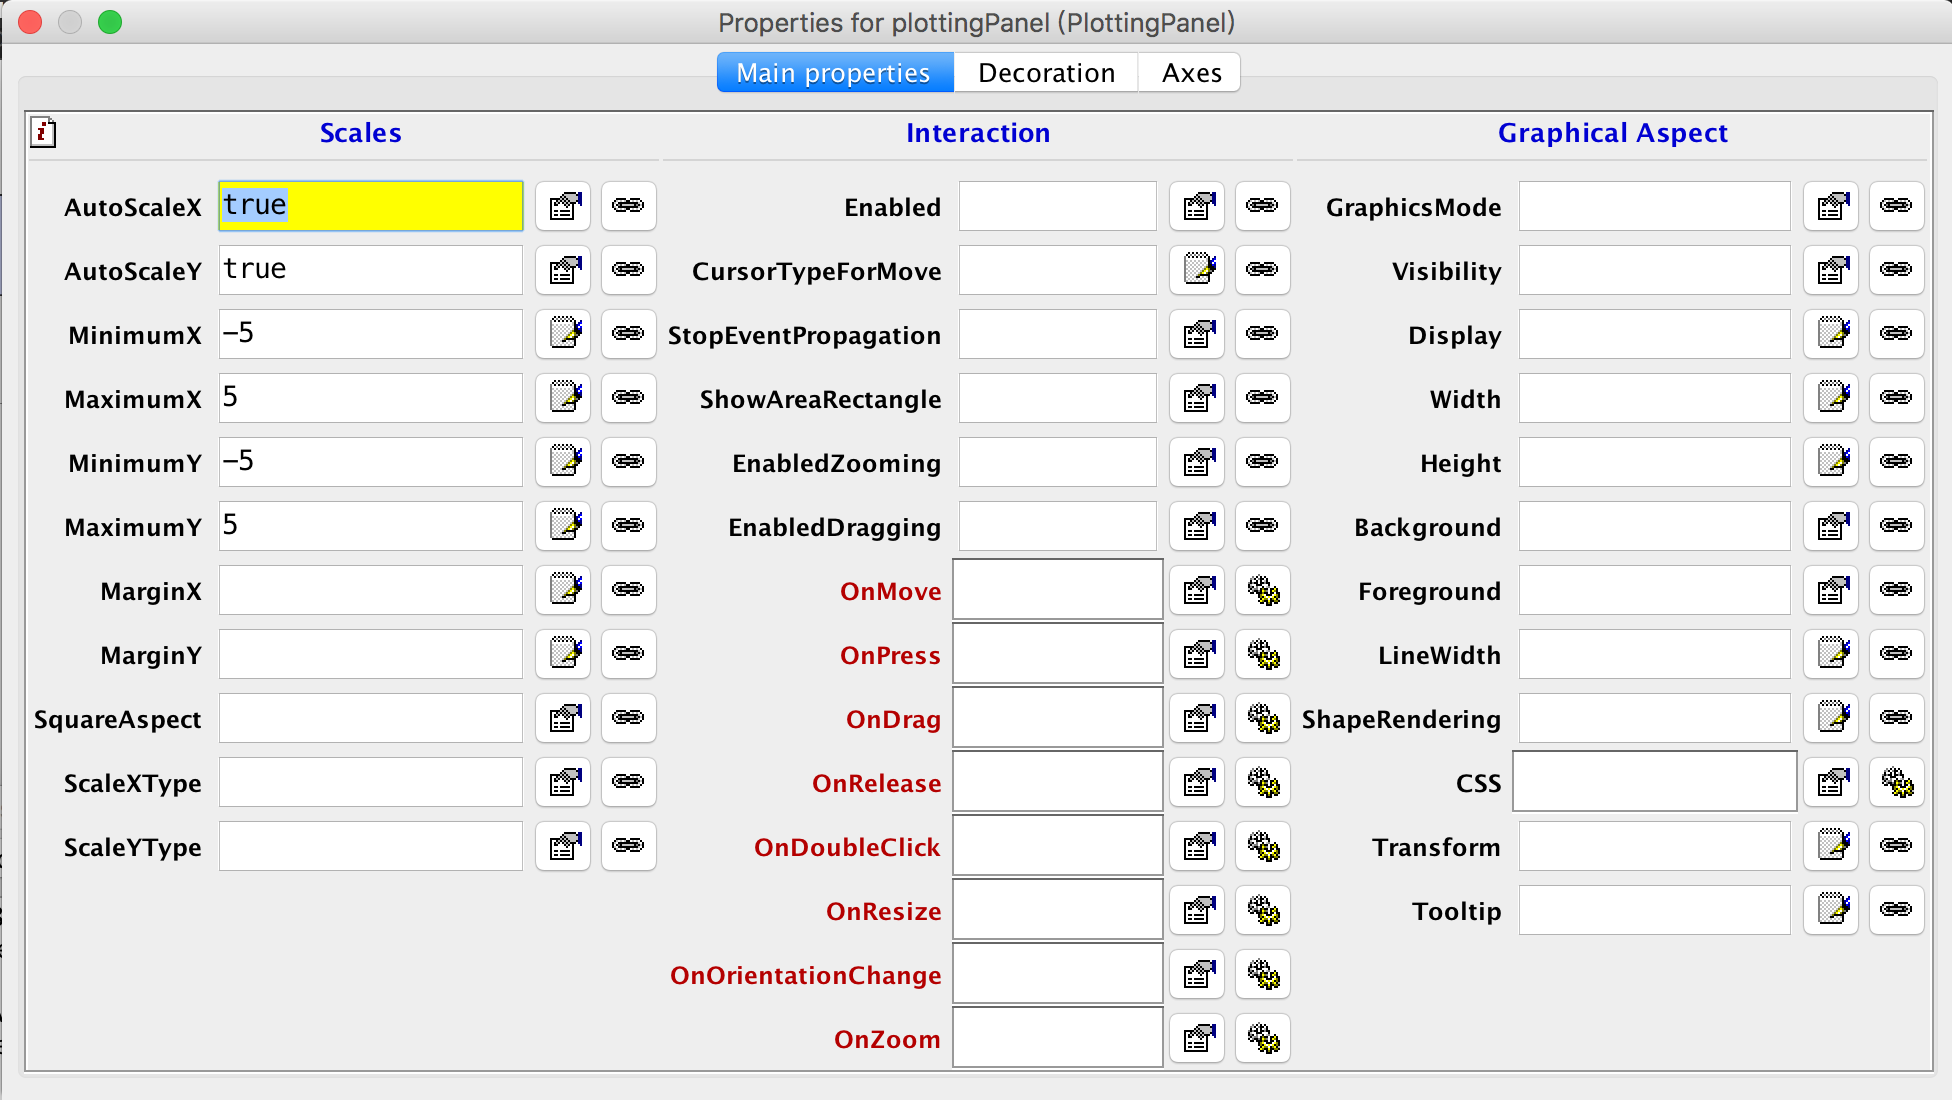 Properties for plottingPanel (PlottingPanel)
Main properties Decoration Axes
Scales Interaction Graphical Aspect
AutoScaleX true Enabled GraphicsMode
AutoScaleY true CursorTypeForMove Visibility
MinimumX −5 StopEventPropagation Display
MaximumX 5 ShowAreaRectangle Width
MinimumY −5 EnabledZooming Height
MaximumY 5 EnabledDragging Background
MarginX OnMove Foreground
MarginY OnPress LineWidth
SquareAspect OnDrag ShapeRendering
ScaleXType OnRelease CSS
ScaleYType OnDoubleClick Transform
OnResize Tooltip
OnOrientationChange
OnZoom